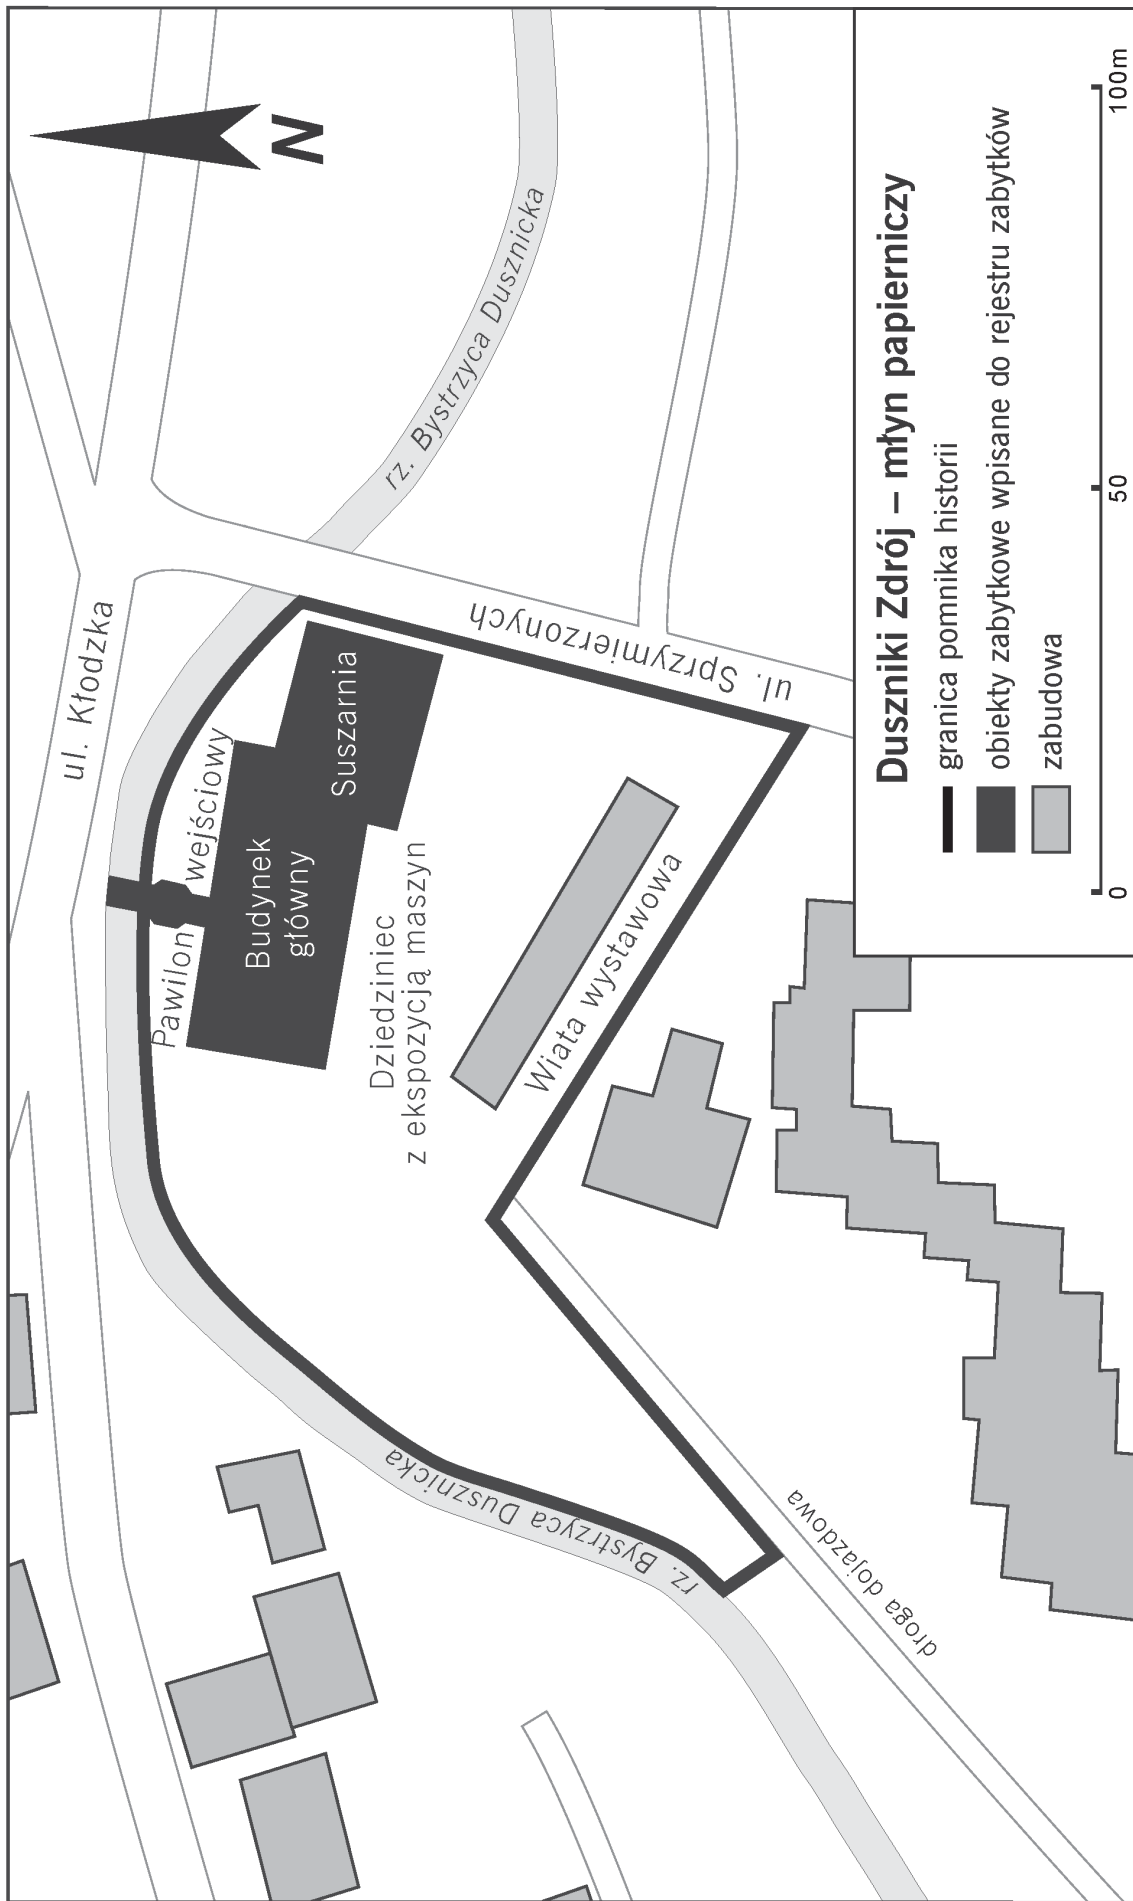 ul. Kłodzka
N
rz. Bystrzyca Dusznicka
Pawilon wejściowy
Budynek
główny
Suszarnia
Dziedziniec
z ekspozycją maszyn
Wiata wystawowa
ul. Sprzymierzonych
rz. Bystrzyca Dusznicka
droga dojazdowa
Duszniki Zdrój – młyn papierniczy
granica pomnika historii
obiekty zabytkowe wpisane do rejestru zabytków
zabudowa
0 50 100m